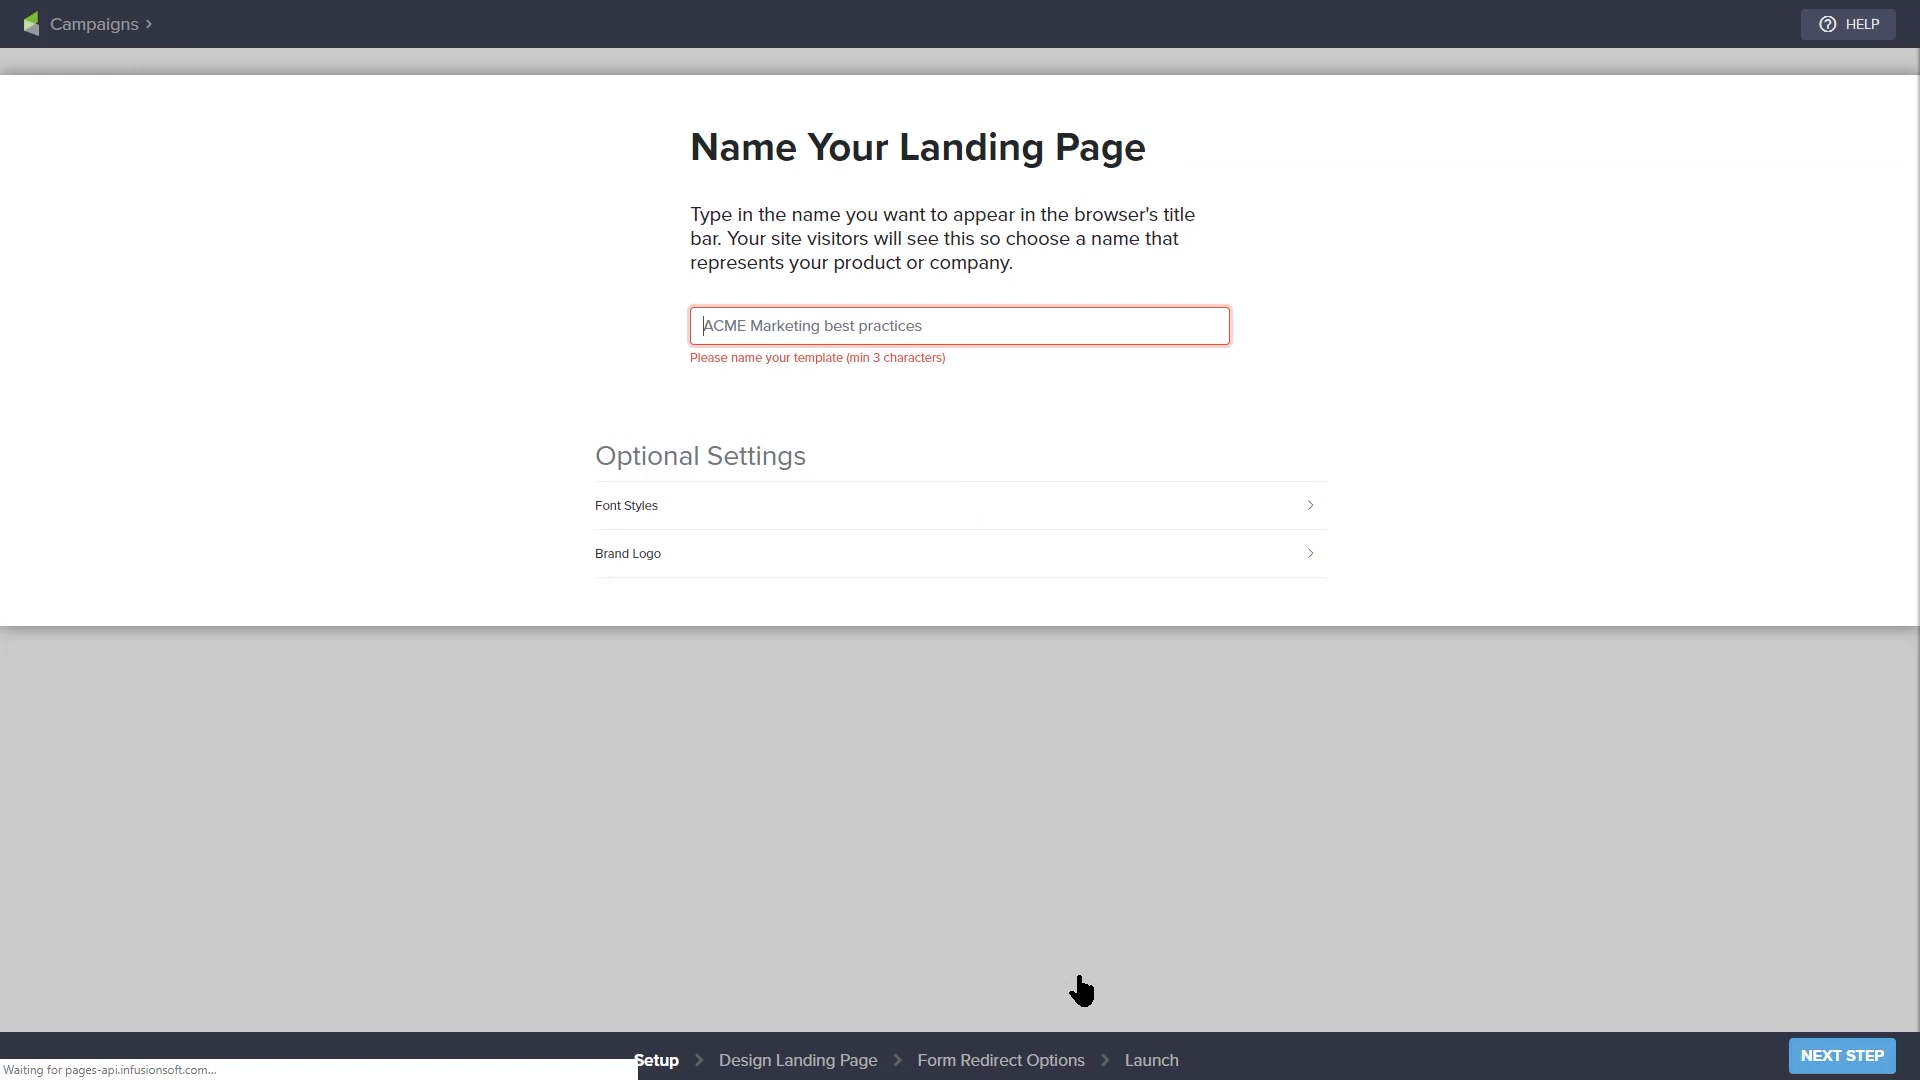 Campaigns
HELP
Name Your Landing Page
Type in the name you want to appear in the browser's title
bar. Your site visitors will see this so choose a name that
represents your product or company.
ACME Marketing best practices
Please name your template (min 3 characters)
Optional Settings
Font Styles
Brand Logo
Setup > Design Landing Page > Form Redirect Options > Launch
NEXT STEP
Waiting for pages-api.infusionsoft.com...